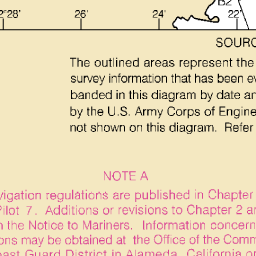 B2
2°28' 26' 24' 22'
SOURC
The outlined areas represent the
survey information that has been ev
banded in this diagram by date an
by the U.S. Army Corps of Engine
not shown on this diagram. Refer
NOTE A
vigation regulations are published in Chapter
Pilot 7. Additions or revisions to Chapter 2 ar
n the Notice to Mariners. Information concern
ons may be obtained at the Office of the Comm
ast Guard District in Alameda, California or